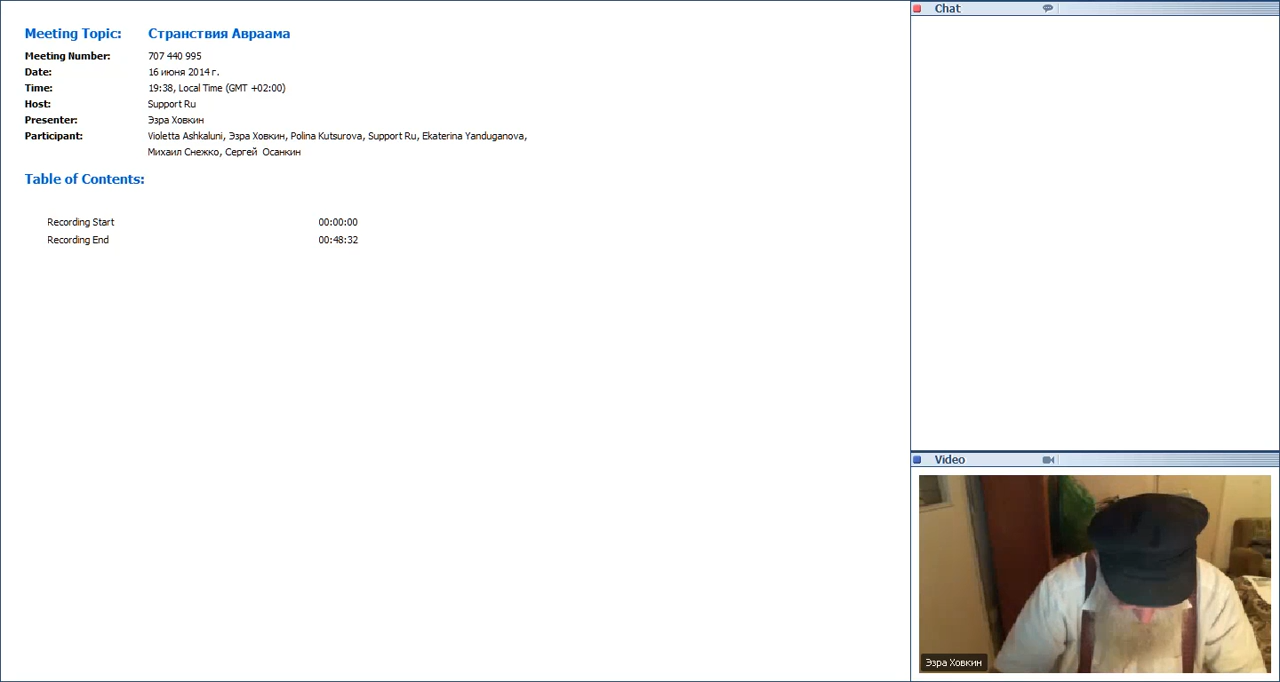 Meeting Topic: Странствия Авраама
Meeting Number: 707 440 995
Date: 16 июня 2014 г.
Time: 19:38, Local Time (GMT +02:00)
Host: Support Ru
Presenter: Эзра Ховкин
Participant: Violetta Ashkaluni, Эзра Ховкин, Polina Kutsurova, Support Ru, Ekaterina Yanduganova,
Михаил Снежко, Сергей Осанкин
Table of Contents:
Recording Start 00:00:00
Recording End 00:48:32
Chat
Video
Эзра Ховкин